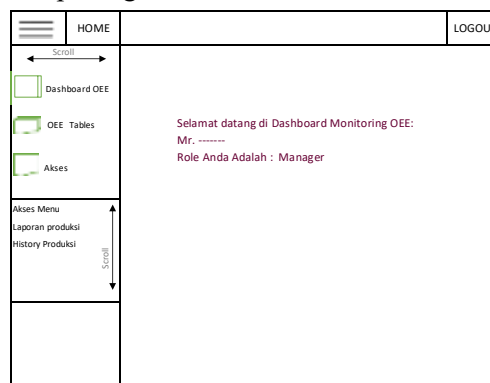 HOME
LOGOU
Scroll
Dashboard OEE
OEE Tables
Akses
Selamat datang di Dashboard Monitoring OEE:
Mr. -------
Role Anda Adalah : Manager
Akses Menu
Laporan produksi
History Produksi
Scroll